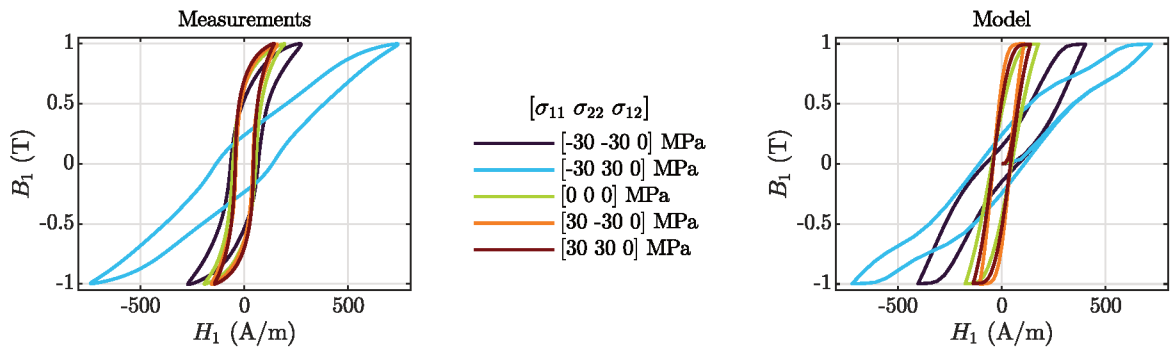 Measurements
1
0.5
0
-0.5
-1
B₁ (T)
-500 0 500
H₁ (A/m)
[σ₁₁ σ₂₂ σ₁₂]
[-30 -30 0] MPa
[-30 30 0] MPa
[0 0 0] MPa
[30 -30 0] MPa
[30 30 0] MPa
Model
1
0.5
0
-0.5
-1
B₁ (T)
-500 0 500
H₁ (A/m)